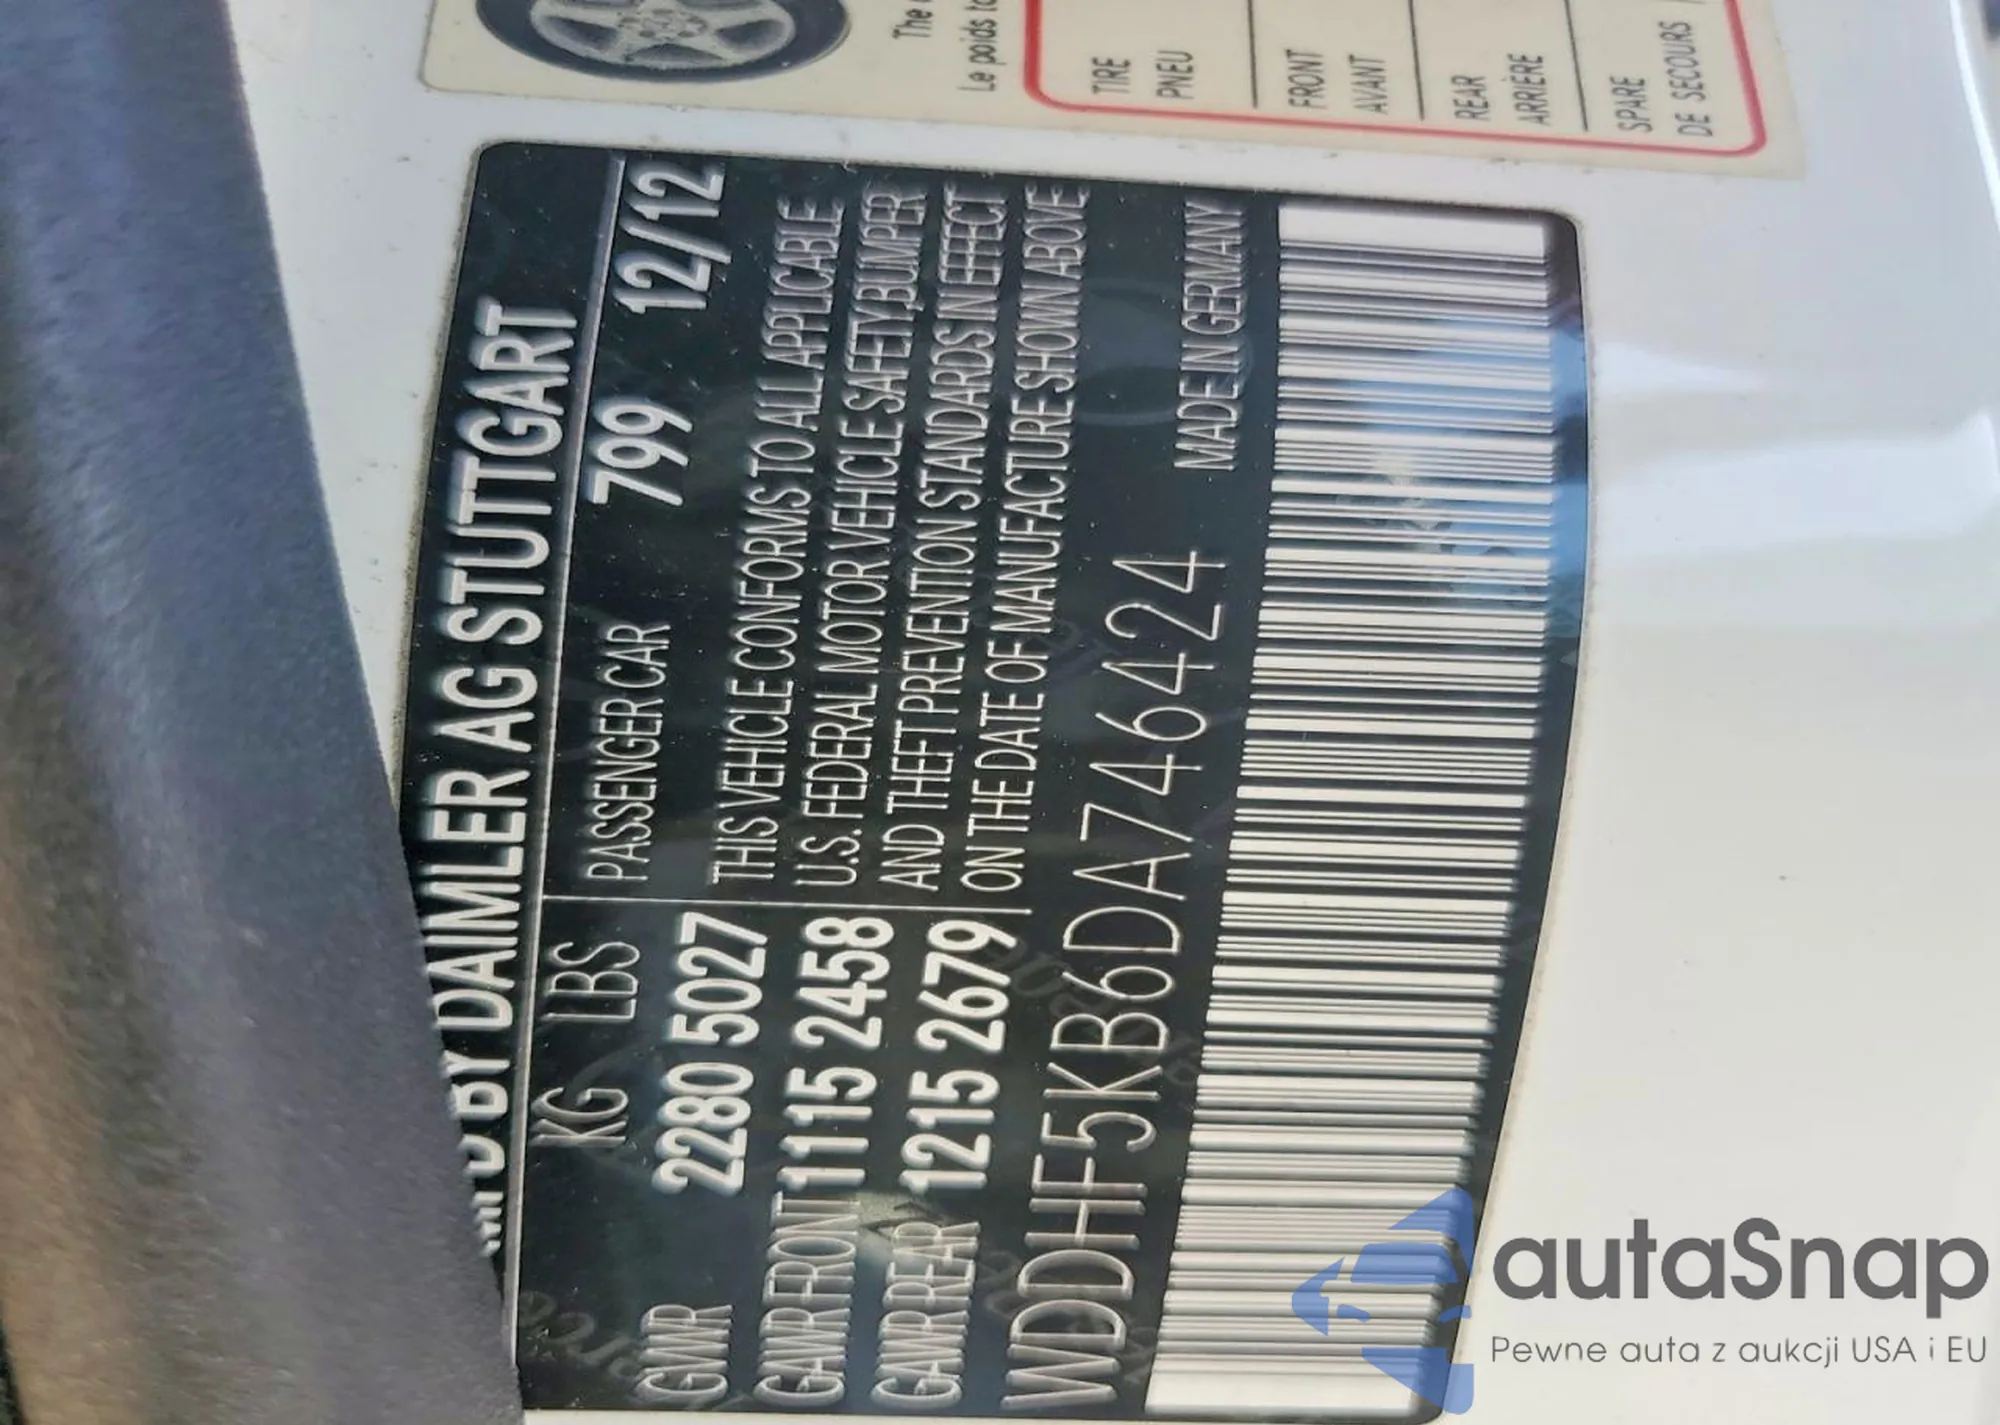 BY DAIMLER AG STUTTGART
KG LBS
PASSENGER CAR 799 12/12
GWR 2280 5027
GAWR FRONT 1115 2458
GAWR REAR 1215 2679
THIS VEHICLE CONFORMS TO ALL APPLICABLE
U.S. FEDERAL MOTOR VEHICLE SAFETY, BUMPER
AND THEFT PREVENTION STANDARDS IN EFFECT
ON THE DATE OF MANUFACTURE SHOWN ABOVE
WDDHF5KB6DA746424
MADE IN GERMANY
The
Le poids
TIRE
PNEU
FRONT
AVANT
REAR
ARRIÈRE
SPARE
DE SECOURS
autaSnap
Pewne auta z aukcji USA i EU